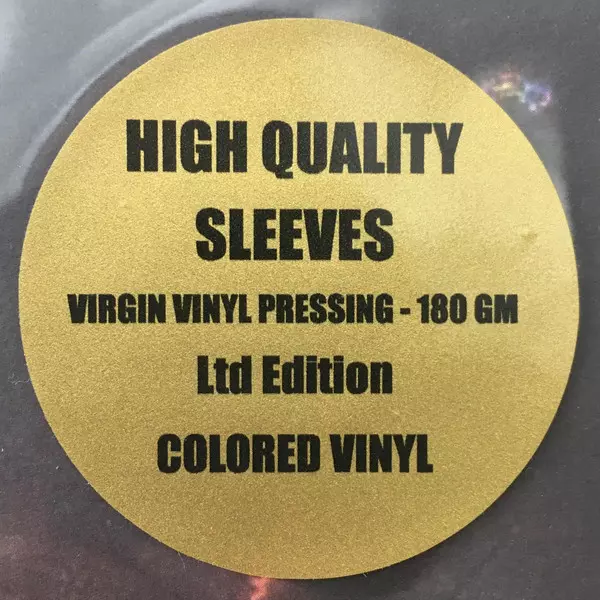 HIGH QUALITY
SLEEVES
VIRGIN VINYL PRESSING - 180 GM
Ltd Edition
COLORED VINYL